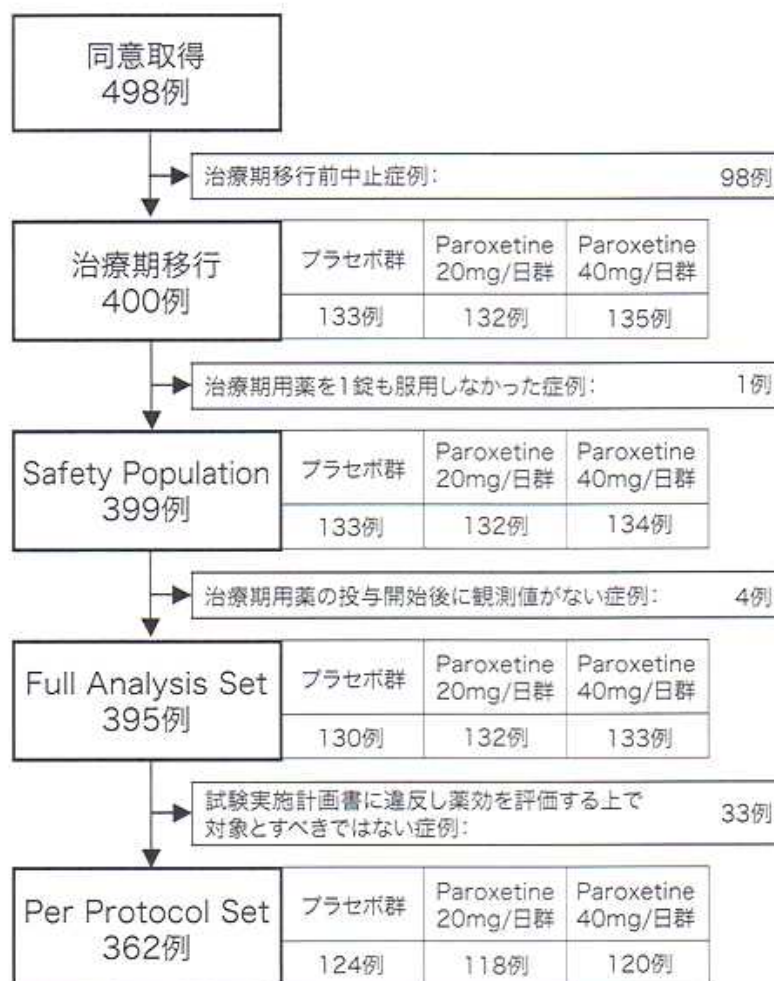 同意取得
498例
治療期移行前中止症例: 98例
治療期移行
400例
プラセボ群 Paroxetine 20mg/日群 Paroxetine 40mg/日群
133例 132例 135例
治療期用薬を1錠も服用しなかった症例: 1例
Safety Population
399例
プラセボ群 Paroxetine 20mg/日群 Paroxetine 40mg/日群
133例 132例 134例
治療期用薬の投与開始後に観測値がない症例: 4例
Full Analysis Set
395例
プラセボ群 Paroxetine 20mg/日群 Paroxetine 40mg/日群
130例 132例 133例
試験実施計画書に違反し薬効を評価する上で
対象とすべきではない症例: 33例
Per Protocol Set
362例
プラセボ群 Paroxetine 20mg/日群 Paroxetine 40mg/日群
124例 118例 120例